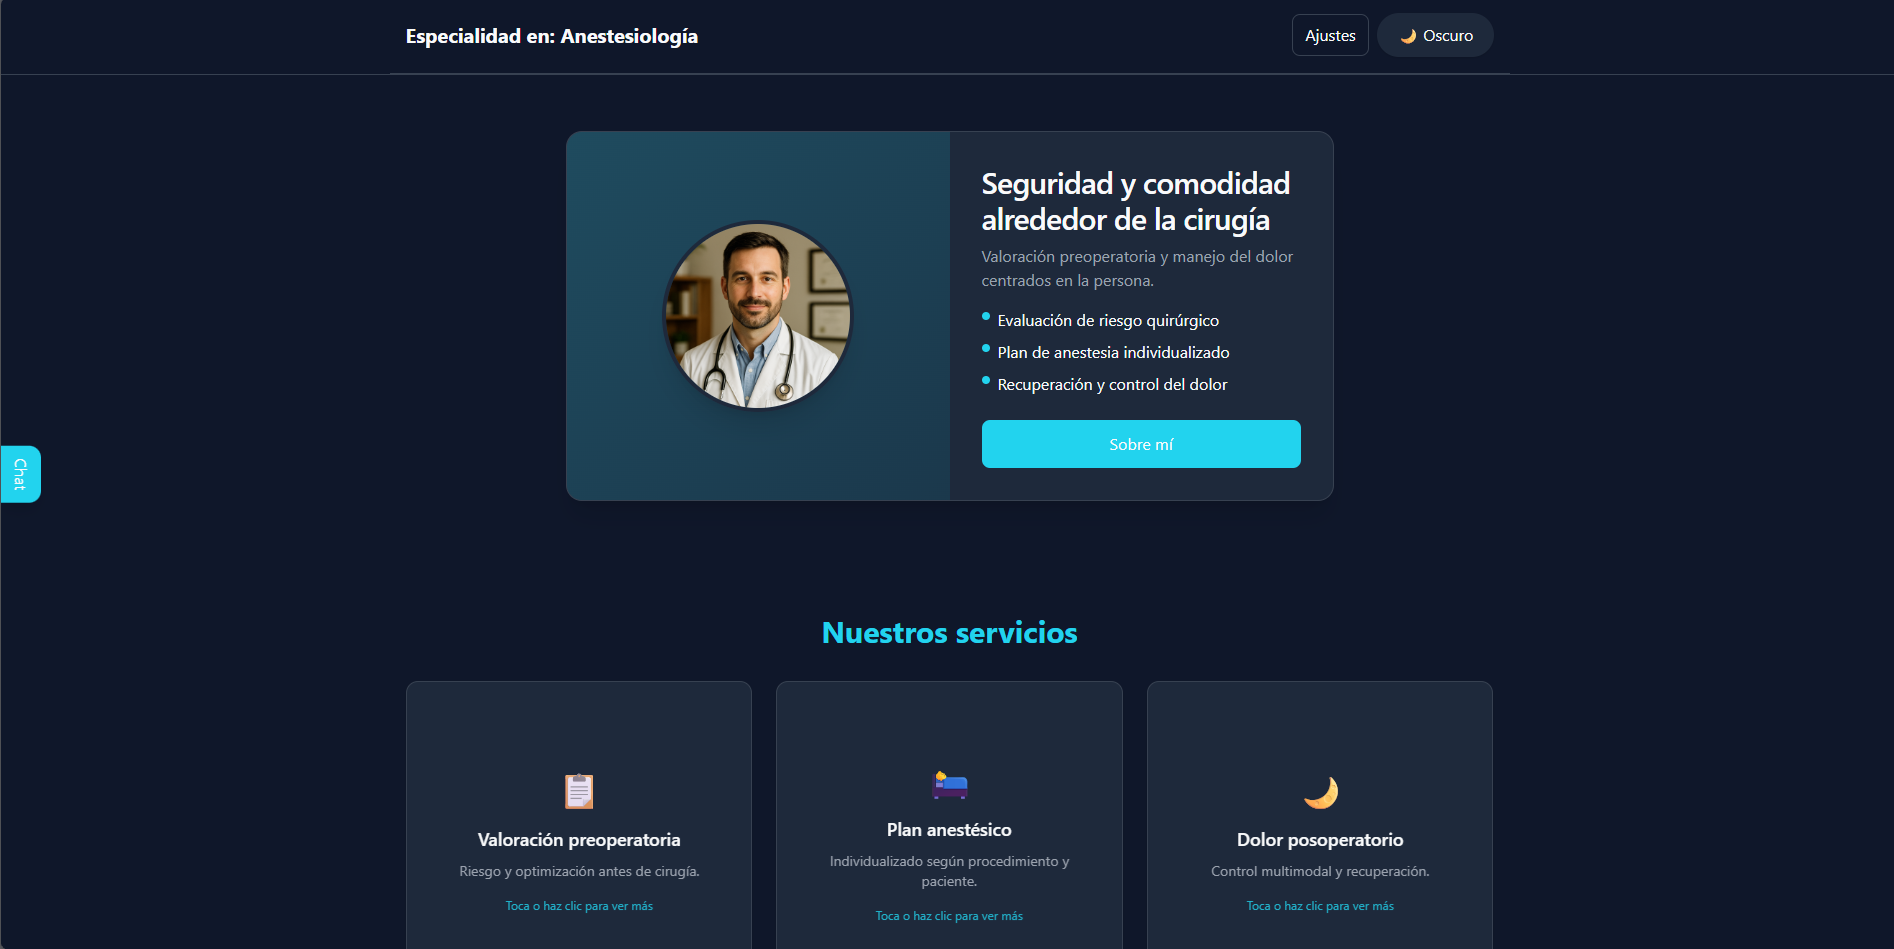 Especialidad en: Anestesiología
Ajustes
Oscuro
Seguridad y comodidad
alrededor de la cirugía
Valoración preoperatoria y manejo del dolor
centrados en la persona.
Evaluación de riesgo quirúrgico
Plan de anestesia individualizado
Recuperación y control del dolor
Sobre mí
Chat
Nuestros servicios
Valoración preoperatoria
Riesgo y optimización antes de cirugía.
Toca o haz clic para ver más
Plan anestésico
Individualizado según procedimiento y
paciente.
Toca o haz clic para ver más
Dolor posoperatorio
Control multimodal y recuperación.
Toca o haz clic para ver más